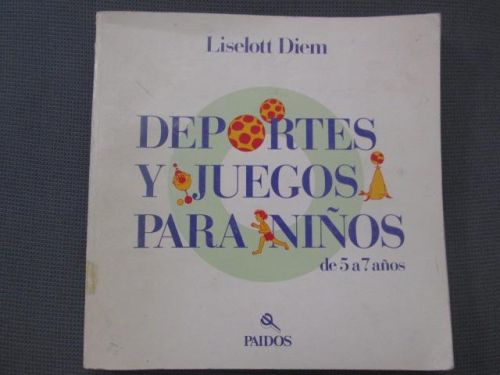 Liselott Diem
DEPORTES
Y JUEGOS
PARA NIÑOS
de 5 a 7 años
PAIDOS